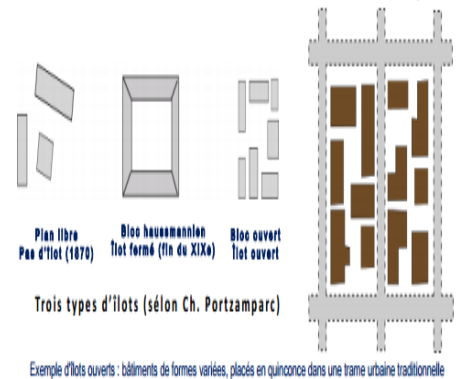 Plan libre
Pas d'îlot (1870)
Bloc haussmannien
îlot fermé (fin du XIXe)
Bloc ouvert
îlot ouvert
Trois types d'îlots (sélon Ch. Portzamparc)
Exemple d'îlots ouverts : bâtiments de formes variées, placés en quinconce dans une trame urbaine traditionnelle